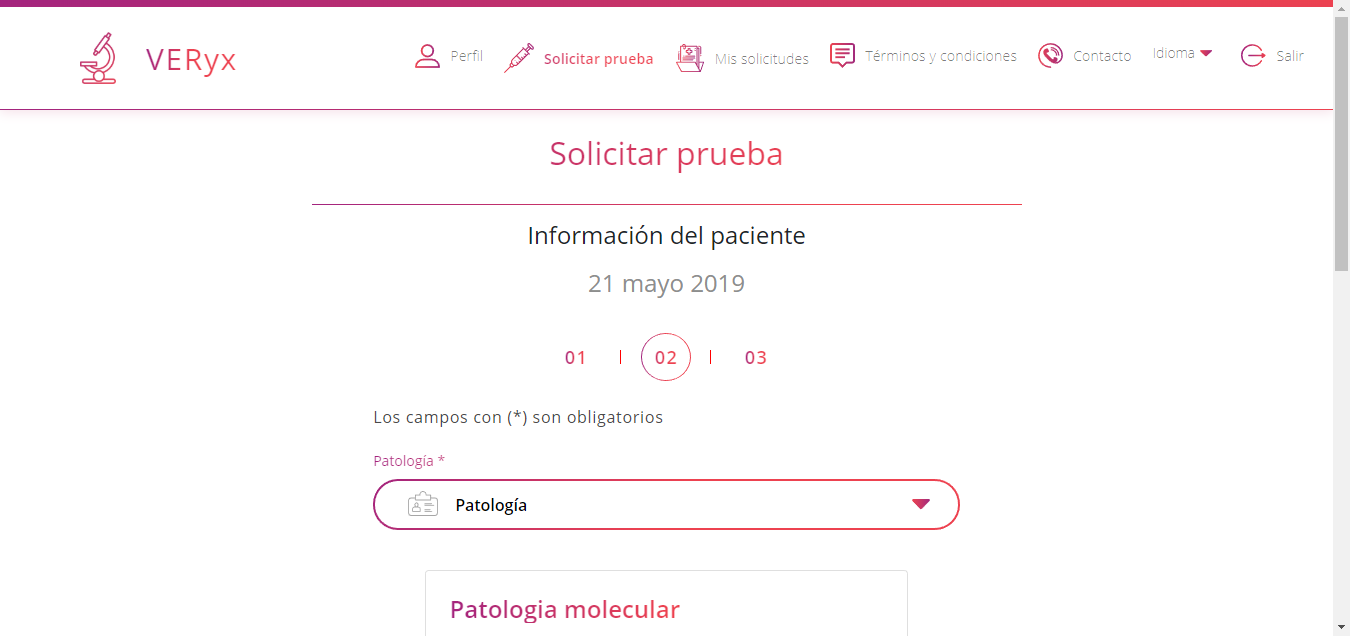 VERyx
Perfil
Solicitar prueba
Mis solicitudes
Términos y condiciones
Contacto
Idioma
Salir
Solicitar prueba
Información del paciente
21 mayo 2019
01 | 02 | 03
Los campos con (*) son obligatorios
Patología *
Patología
Patologia molecular